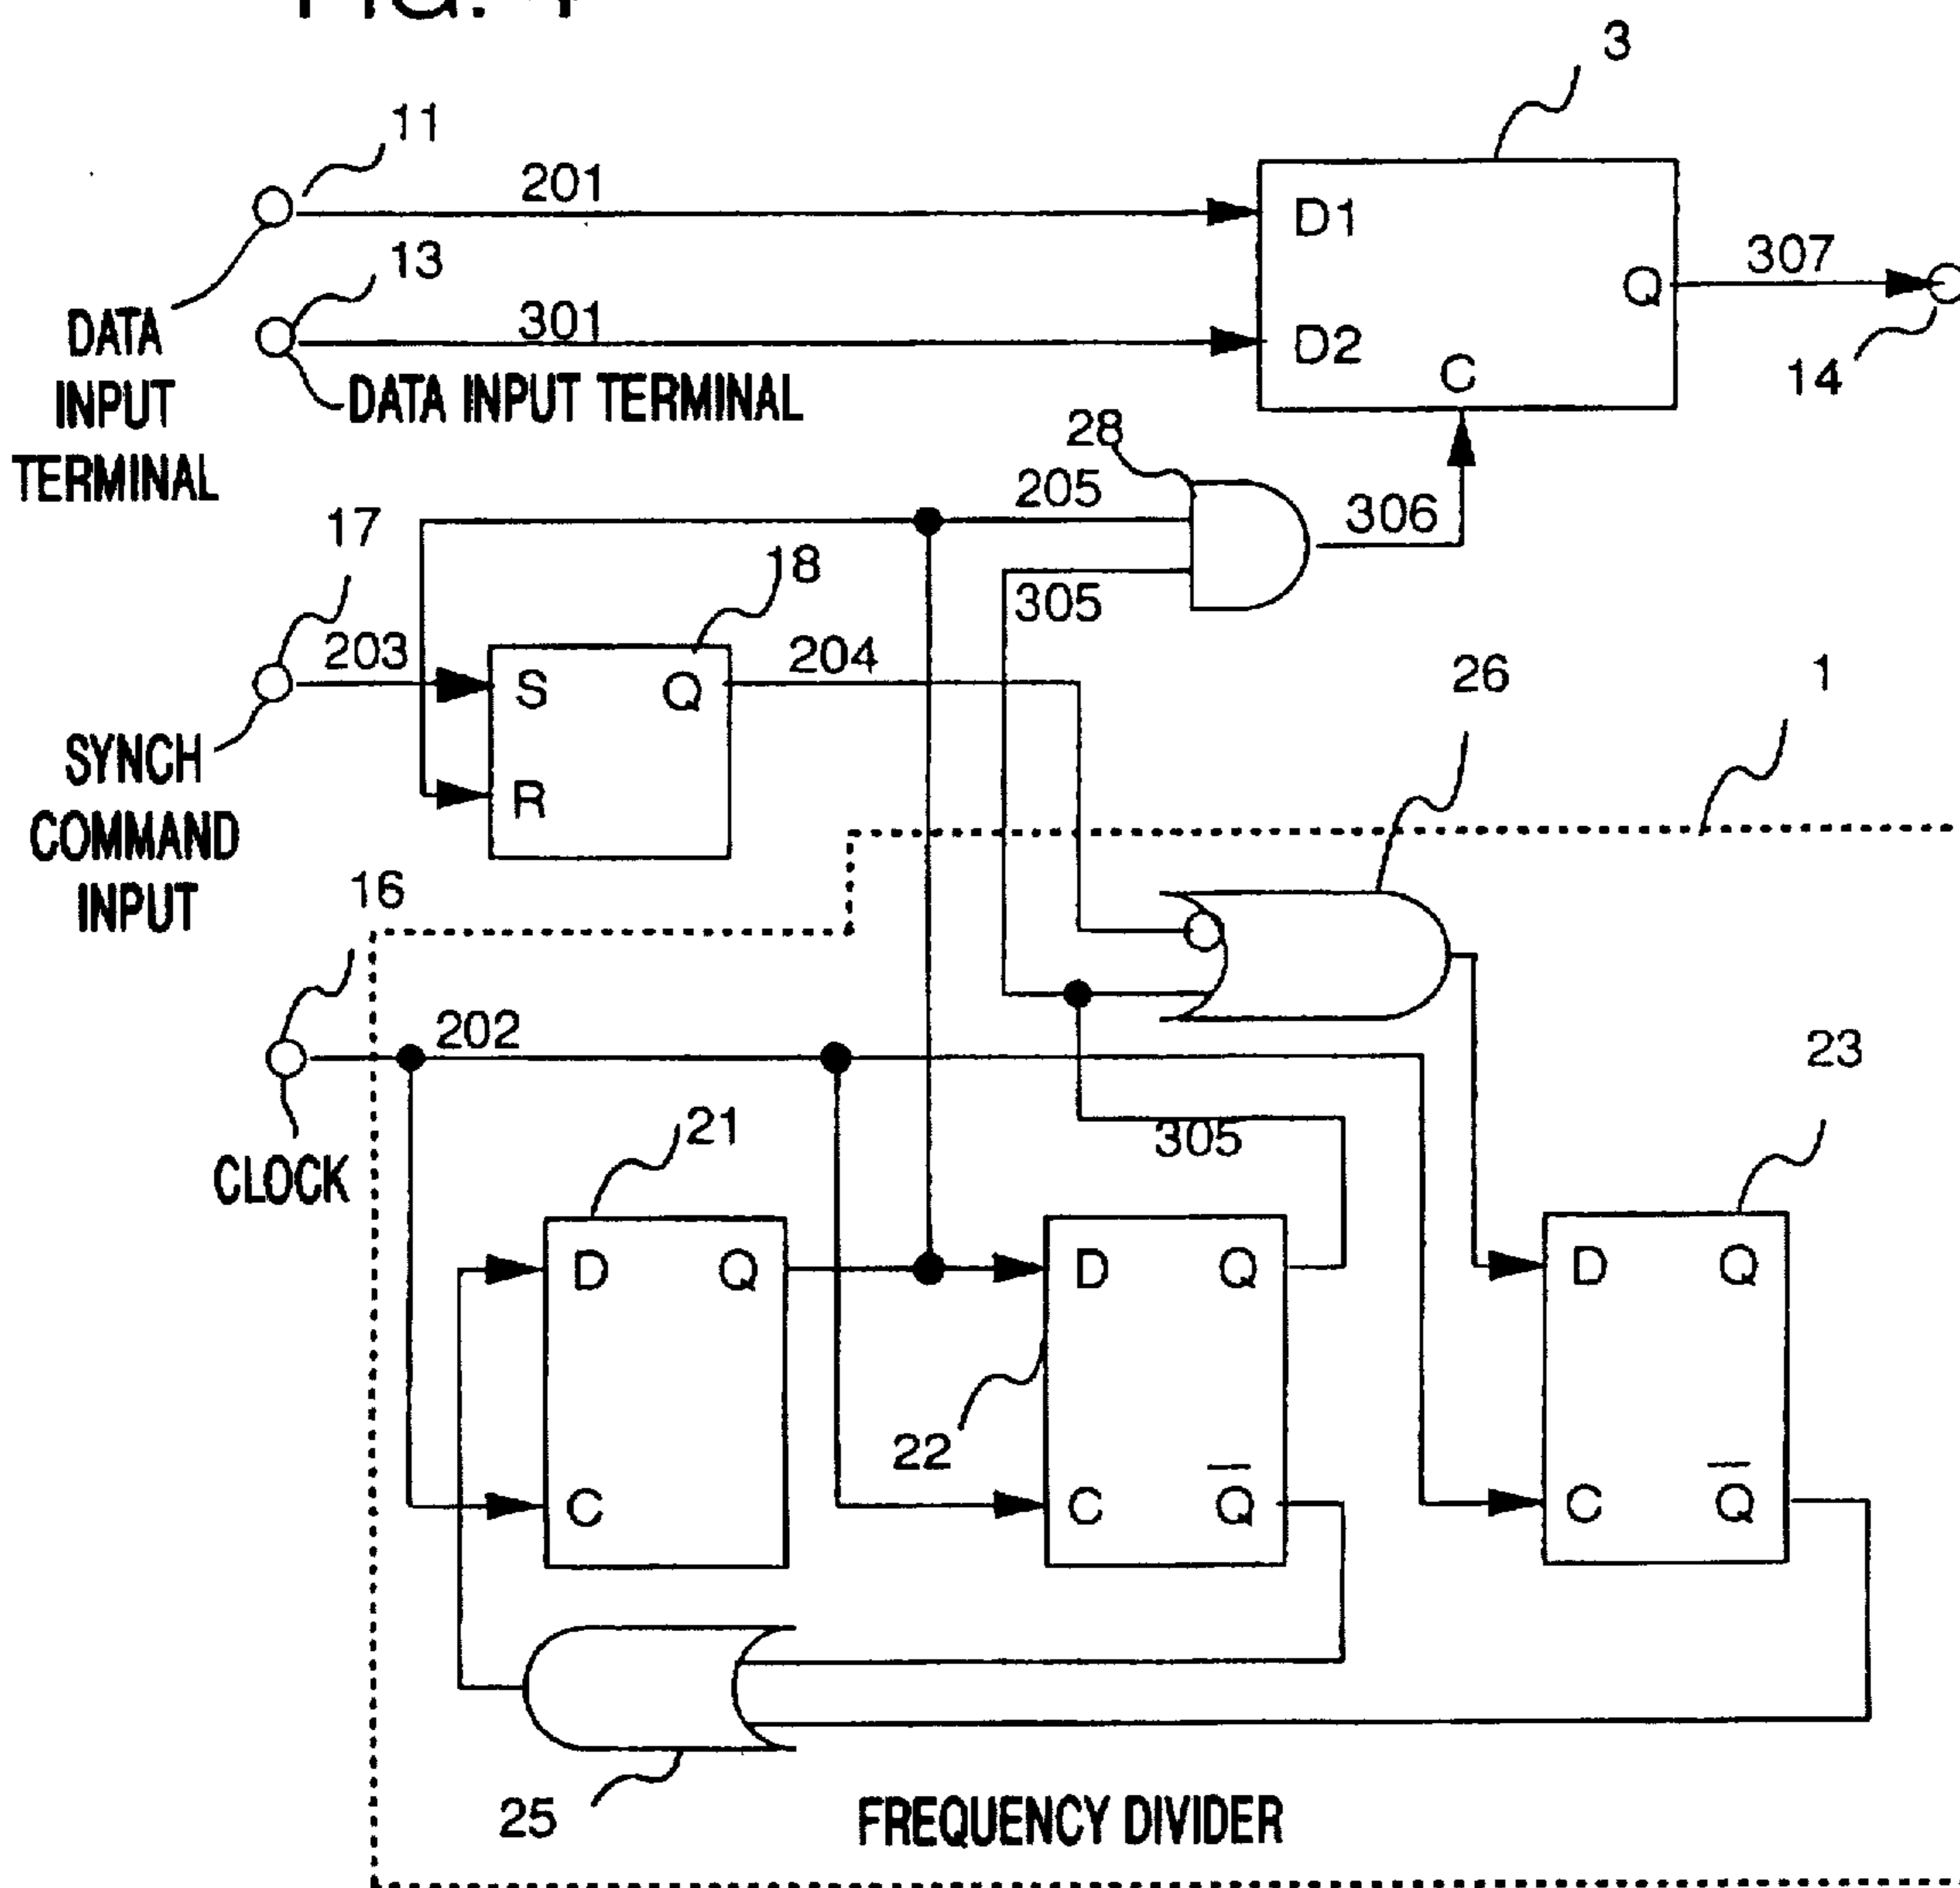 FIG. 4
3
11
201
D1
13
307
Q
DATA
INPUT
TERMINAL
301
D2
C
14
DATA INPUT TERMINAL
28
205
306
17
18
305
203
204
26
1
S Q
SYNCH
COMMAND
INPUT
R
16
202
23
CLOCK
21
305
D Q
D Q
D Q
22
C
C Q
C Q
25
FREQUENCY DIVIDER